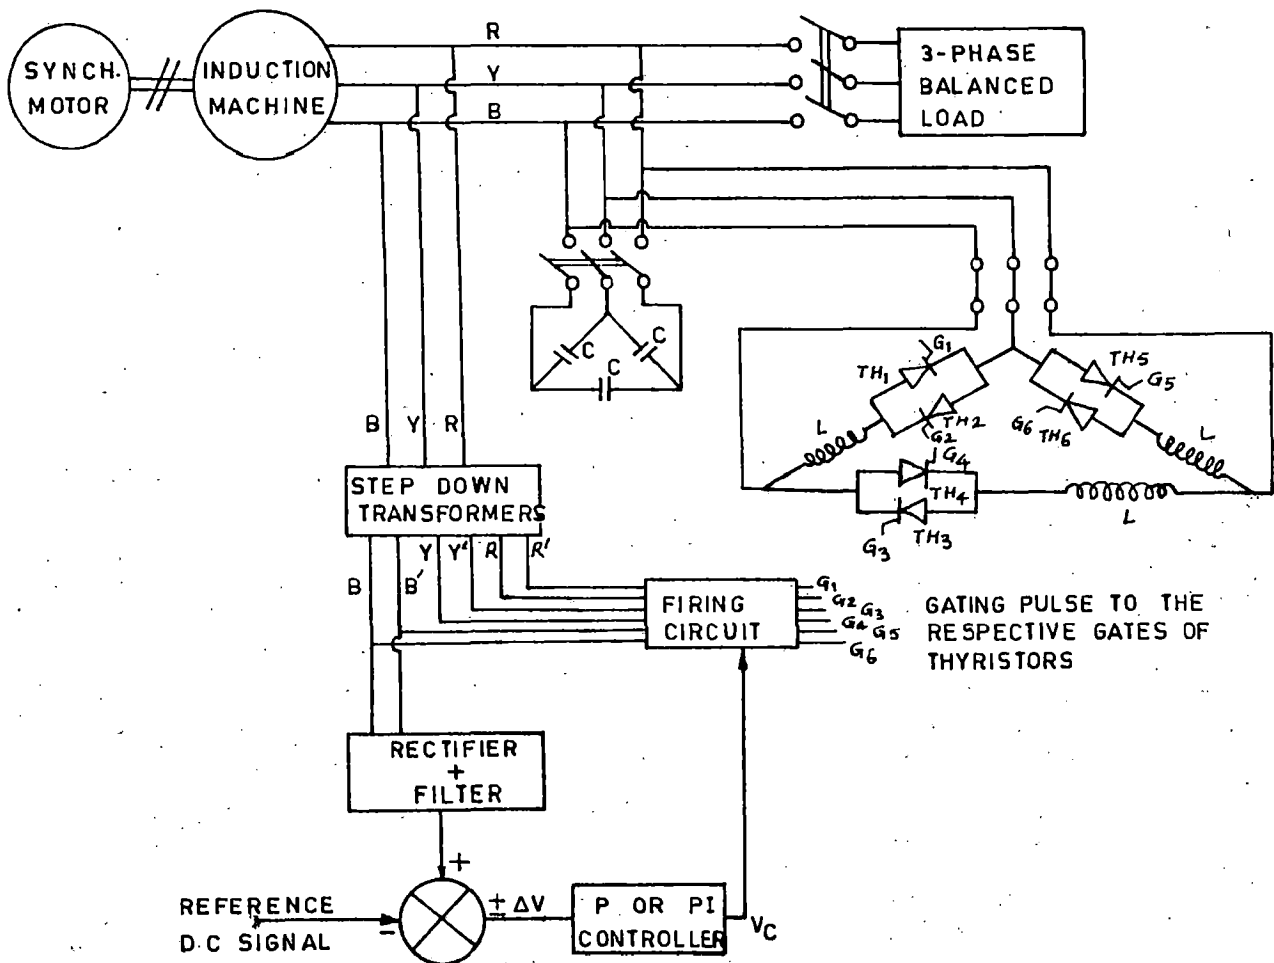 SYNCH.
MOTOR
INDUCTION
MACHINE
R
Y
B
3-PHASE
BALANCED
LOAD
C
C
C
G1
TH1
TH2
G2
L
TH5
G5
G6
TH6
L
G4
TH4
G3
TH3
L
B
Y
R
STEP DOWN
TRANSFORMERS
B
B'
Y
Y'
R
R'
FIRING
CIRCUIT
G1
G2
G3
G4
G5
G6
GATING PULSE TO THE
RESPECTIVE GATES OF
THYRISTORS
RECTIFIER
+
FILTER
+
REFERENCE
D.C SIGNAL
-
± ΔV
P OR PI
CONTROLLER
VC